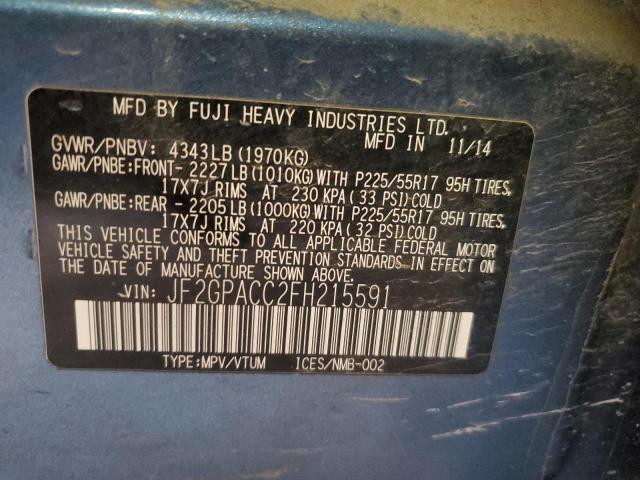 MFD BY FUJI HEAVY INDUSTRIES LTD.
MFD IN 11/14
GVWR/PNBV: 4343LB (1970KG)
GAWR/PNBE:FRONT- 2227LB (1010KG) WITH P225/55R17 95H TIRES,
17X7J RIMS AT 230 KPA (33 PSI) COLD
GAWR/PNBE:REAR - 2205LB (1000KG) WITH P225/55R17 95H TIRES,
17X7J RIMS AT 220 KPA (32 PSI) COLD
THIS VEHICLE CONFORMS TO ALL APPLICABLE FEDERAL MOTOR
VEHICLE SAFETY AND THEFT PREVENTION STANDARDS IN EFFECT ON
THE DATE OF MANUFACTURE SHOWN ABOVE.
VIN: JF2GPACC2FH215591
TYPE:MPV/VTUM ICES/NMB-002